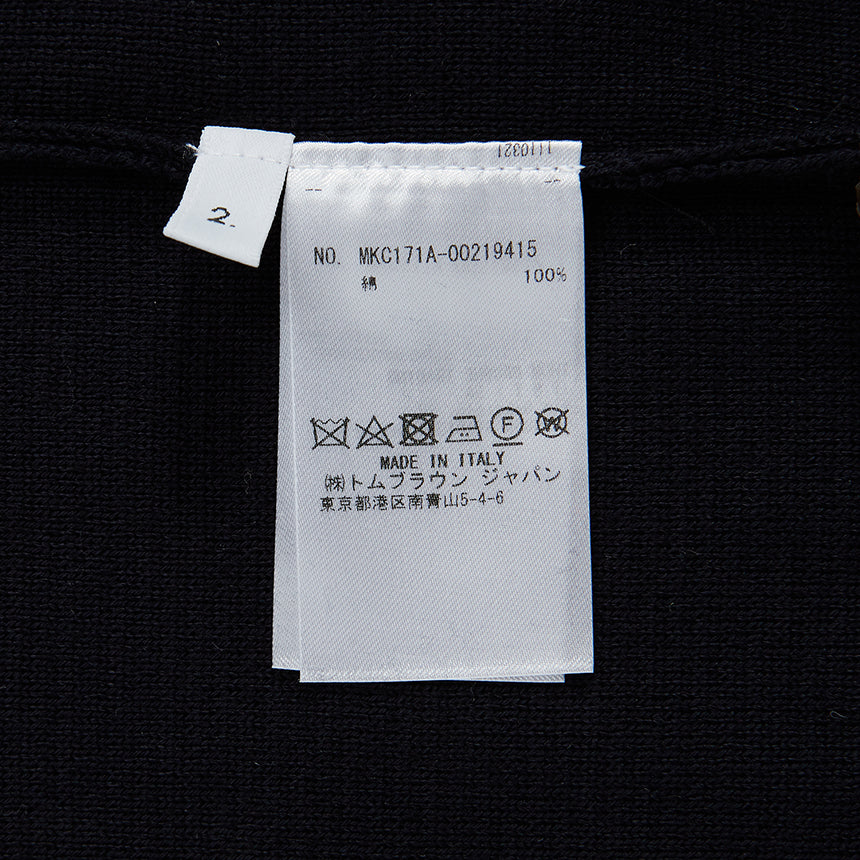 1110321
2.
NO. MKC171A-00219415
綿 100%
MADE IN ITALY
㈱トムブラウン ジャパン
東京都港区南青山5-4-6